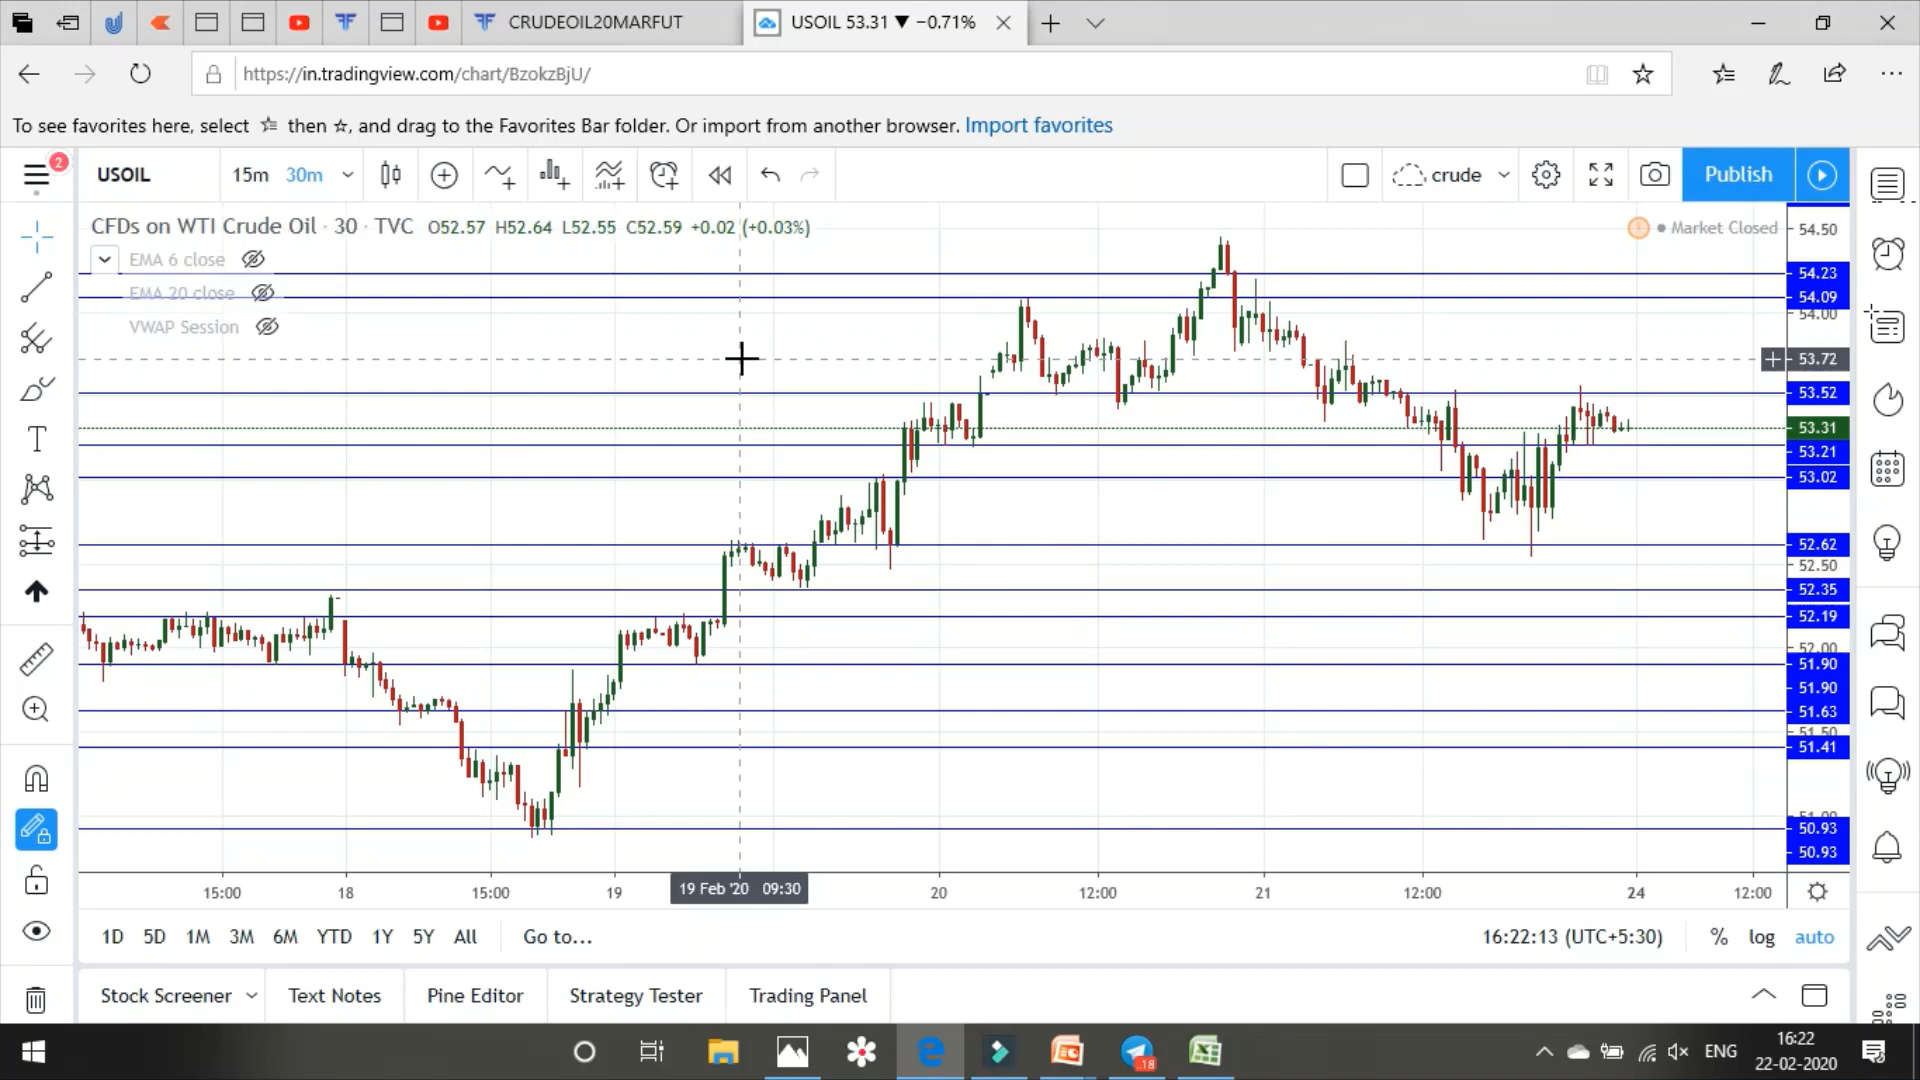 CRUDEOIL20MARFUT
USOIL 53.31 ▼ −0.71%
https://in.tradingview.com/chart/BzokzBjU/
To see favorites here, select then ☆, and drag to the Favorites Bar folder. Or import from another browser. Import favorites
2
USOIL
15m 30m
crude
Publish
CFDs on WTI Crude Oil · 30 · TVC O52.57 H52.64 L52.55 C52.59 +0.02 (+0.03%)
Market Closed
EMA 6 close
EMA 20 close
VWAP Session
54.50
54.23
54.09
54.00
53.72
53.52
53.31
53.21
53.02
52.62
52.50
52.35
52.19
52.00
51.90
51.90
51.63
51.50
51.41
51.00
50.93
50.93
15:00 18 15:00 19 19 Feb '20 09:30 20 12:00 21 12:00 24 12:00
1D 5D 1M 3M 6M YTD 1Y 5Y All Go to...
16:22:13 (UTC+5:30) % log auto
Stock Screener Text Notes Pine Editor Strategy Tester Trading Panel
18
ENG
16:22
22-02-2020